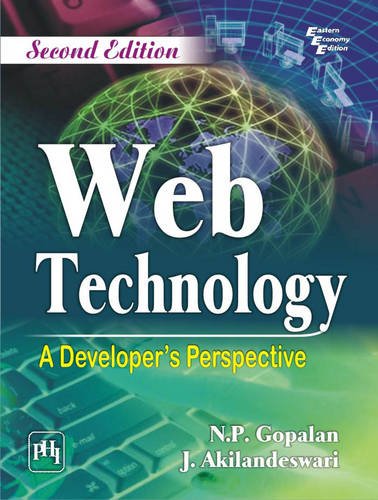 Second Edition
Eastern
Economy
Edition
Web
Technology
A Developer's Perspective
N.P. Gopalan
J. Akilandeswari
PHI